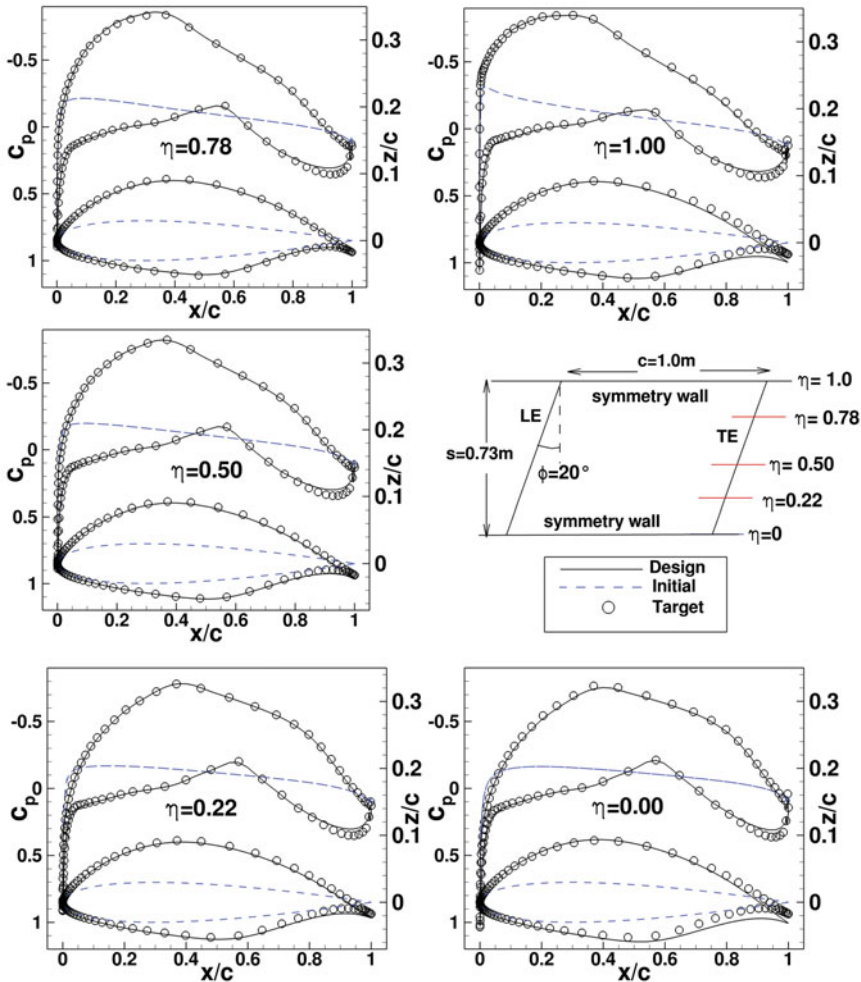 -0.5
0
0.5
1
Cp
0.3
0.2
0.1
0
z/c
η=0.78
0 0.2 0.4 0.6 0.8 1
x/c
-0.5
0
0.5
1
Cp
0.3
0.2
0.1
0
z/c
η=1.00
0 0.2 0.4 0.6 0.8 1
x/c
-0.5
0
0.5
1
Cp
0.3
0.2
0.1
0
z/c
η=0.50
0 0.2 0.4 0.6 0.8 1
x/c
c=1.0m
η= 1.0
symmetry wall
LE
TE
η= 0.78
s=0.73m
ϕ=20°
η= 0.50
η=0.22
symmetry wall
η=0
Design
Initial
Target
-0.5
0
0.5
1
Cp
0.3
0.2
0.1
0
z/c
η=0.22
0 0.2 0.4 0.6 0.8 1
x/c
-0.5
0
0.5
1
Cp
0.3
0.2
0.1
0
z/c
η=0.00
0 0.2 0.4 0.6 0.8 1
x/c